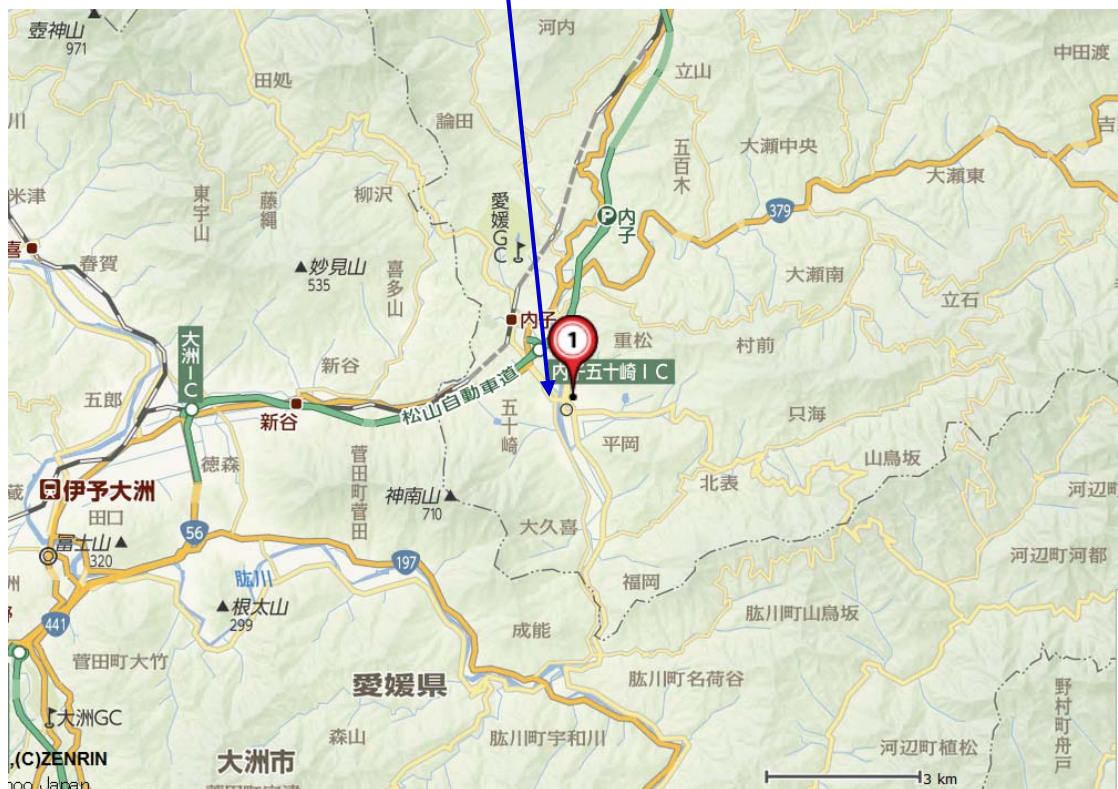 壺神山
971
河内
中田渡
立山
田処
川
論田
五百木
大瀬中央
吉
大瀬東
柳沢
米津
東宇山
藤縄
愛媛GC
P内子
379
喜
春賀
妙見山
535
喜多山
大瀬南
立石
内子
1
重松
村前
大洲IC
新谷
内子五十崎IC
松山自動車道
五郎
新谷
五十崎
只海
平岡
山鳥坂
徳森
菅田町菅田
北表
蔵
伊予大洲
神南山
710
河辺町
田口
56
大久喜
冨士山
320
197
河辺町河都
州
肱川
福岡
根太山
299
肱川町山鳥坂
441
成能
菅田町大竹
愛媛県
肱川町名荷谷
野村町舟戸
大洲GC
森山
肱川町宇和川
河辺町植松
,(C)ZENRIN
大洲市
3 km
Japan